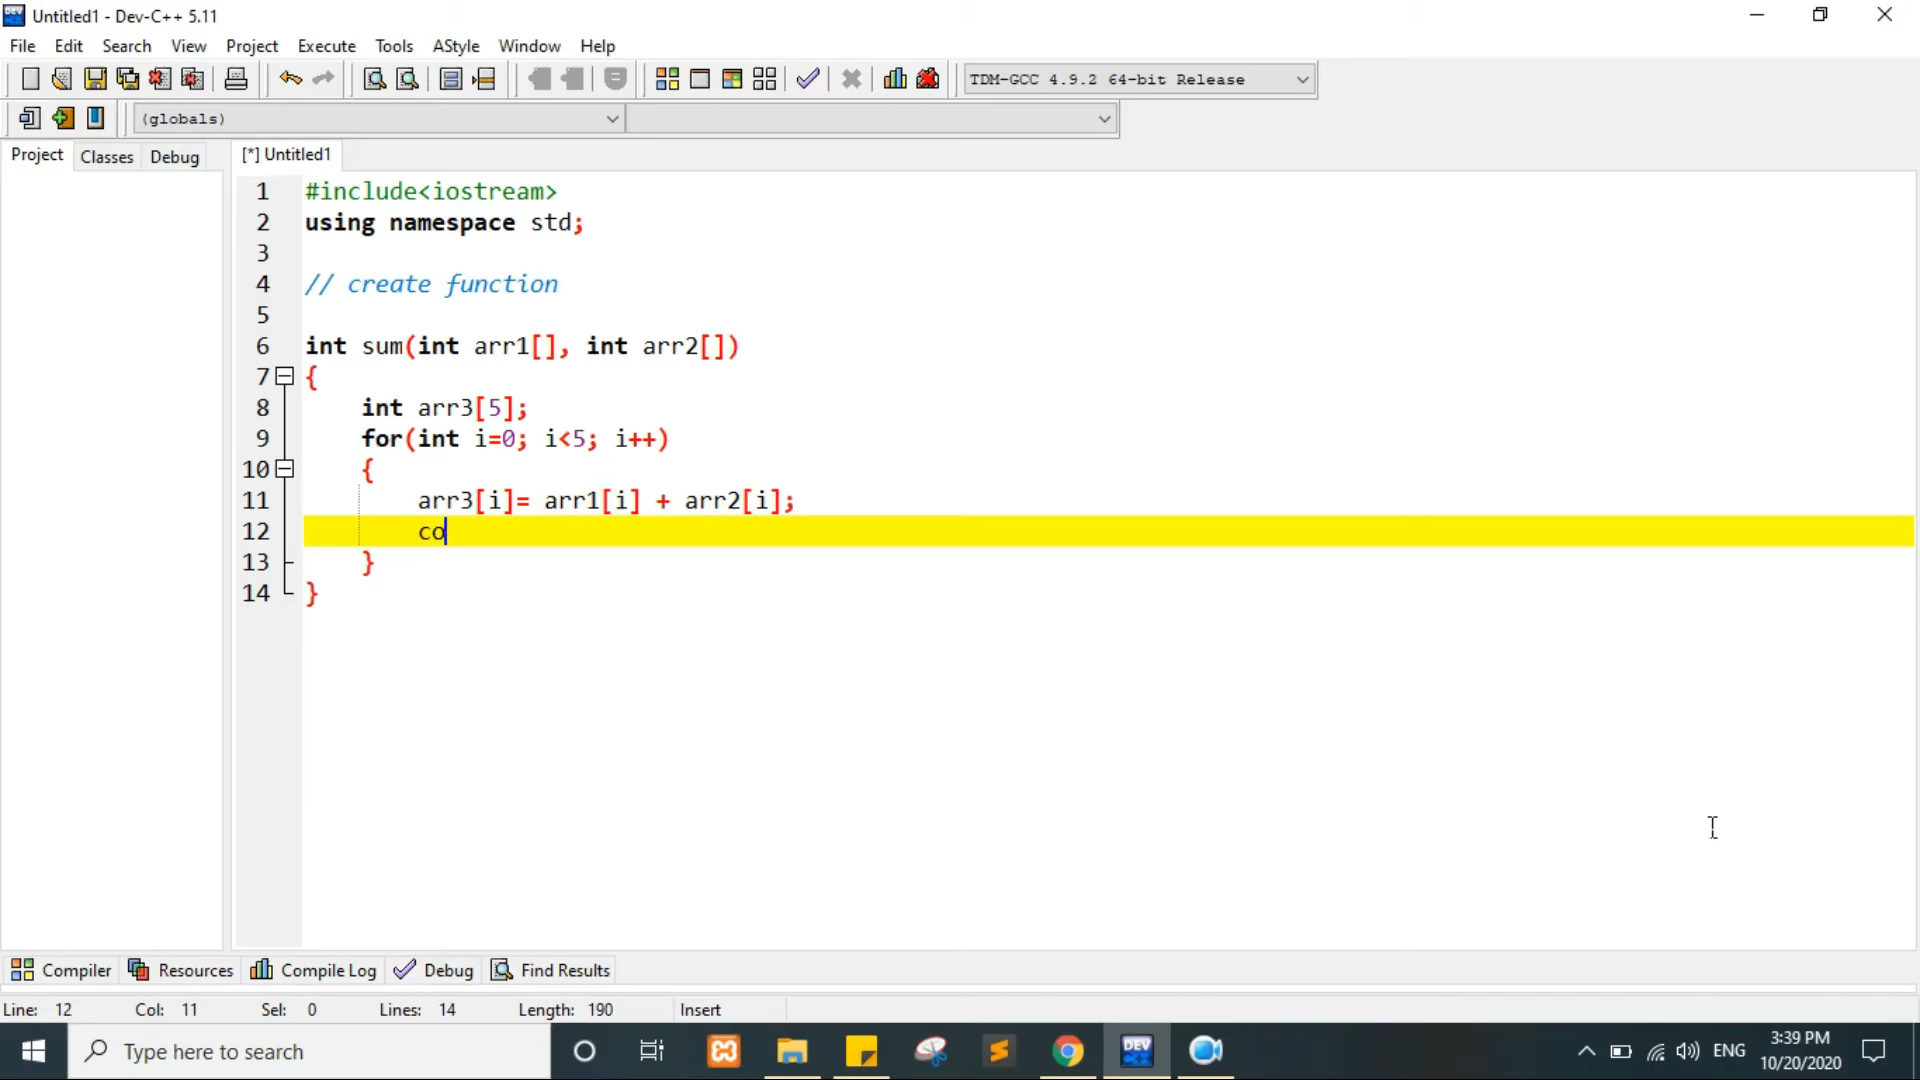 Untitled1 - Dev-C++ 5.11
File Edit Search View Project Execute Tools AStyle Window Help
TDM-GCC 4.9.2 64-bit Release
(globals)
Project Classes Debug [*] Untitled1
1 #include<iostream>
2 using namespace std;
3
4 // create function
5
6 int sum(int arr1[], int arr2[])
7 {
8 int arr3[5];
9 for(int i=0; i<5; i++)
10 {
11 arr3[i]= arr1[i] + arr2[i];
12 co
13 }
14 }
Compiler Resources Compile Log Debug Find Results
Line: 12 Col: 11 Sel: 0 Lines: 14 Length: 190 Insert
Type here to search DEV ENG 3:39 PM
10/20/2020